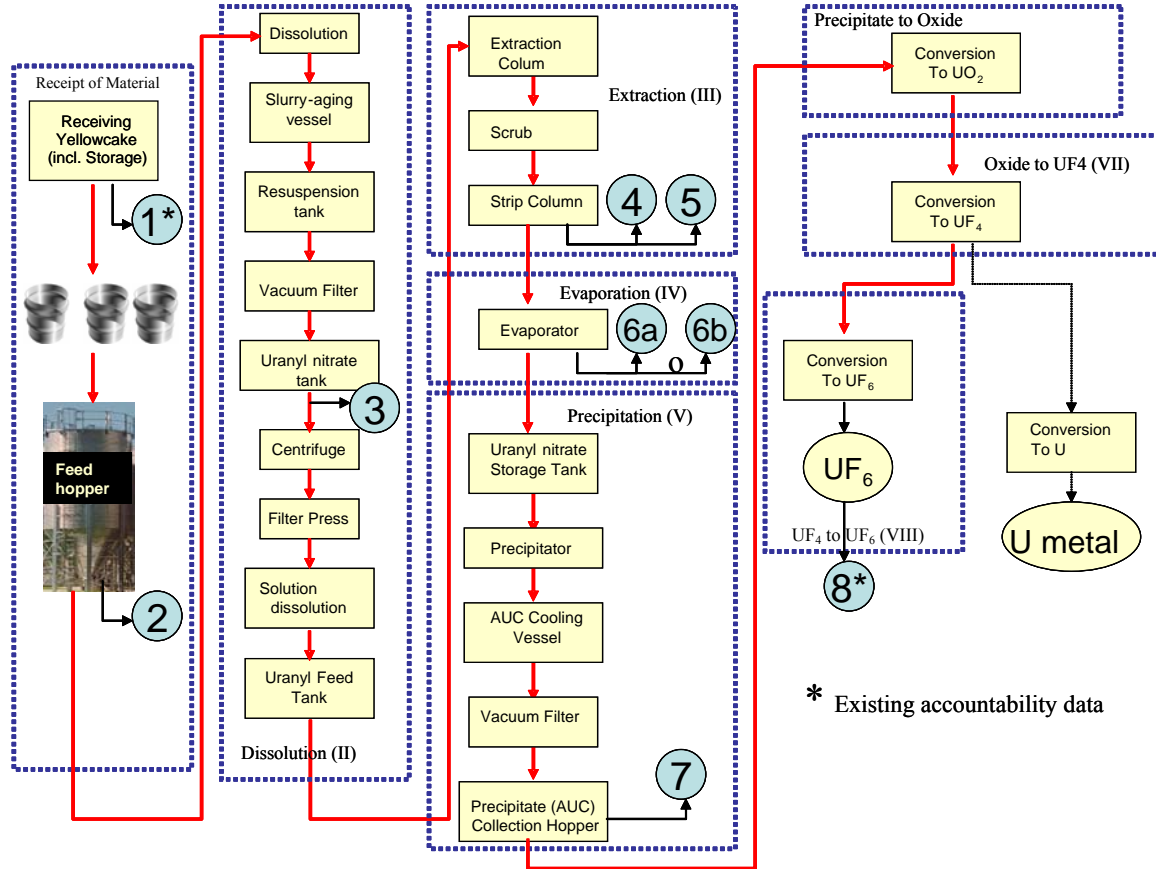 Receipt of Material
Receiving
Yellowcake
(incl. Storage)
1*
Feed
hopper
2
Dissolution
Slurry-aging
vessel
Resuspension
tank
Vacuum Filter
Uranyl nitrate
tank
3
Centrifuge
Filter Press
Solution
dissolution
Uranyl Feed
Tank
Dissolution (II)
Extraction
Colum
Extraction (III)
Scrub
Strip Column
4
5
Evaporation (IV)
Evaporator
6a
o
6b
Precipitation (V)
Uranyl nitrate
Storage Tank
Precipitator
AUC Cooling
Vessel
Vacuum Filter
Precipitate (AUC)
Collection Hopper
7
Precipitate to Oxide
Conversion
To UO2
Oxide to UF4 (VII)
Conversion
To UF4
Conversion
To UF6
UF6
UF4 to UF6 (VIII)
8*
Conversion
To U
U metal
* Existing accountability data